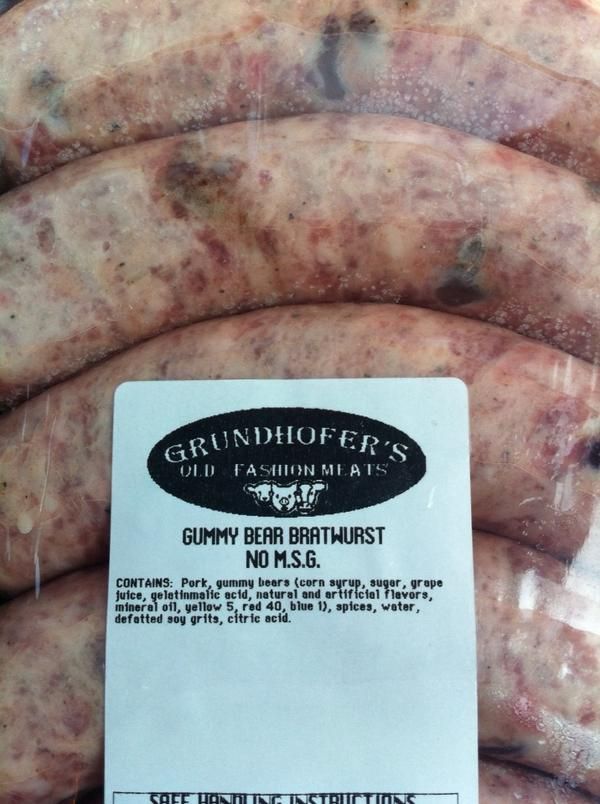 GRUNDHOFER'S
OLD FASHION MEATS
GUMMY BEAR BRATWURST
NO M.S.G.
CONTAINS: Pork, gummy bears (corn syrup, sugar, grape
juice, gelatinmalic acid, natural and artificial flavors,
mineral oil, yellow 5, red 40, blue 1), spices, water,
defatted soy grits, citric acid.
SAFE HANDLING INSTRUCTIONS